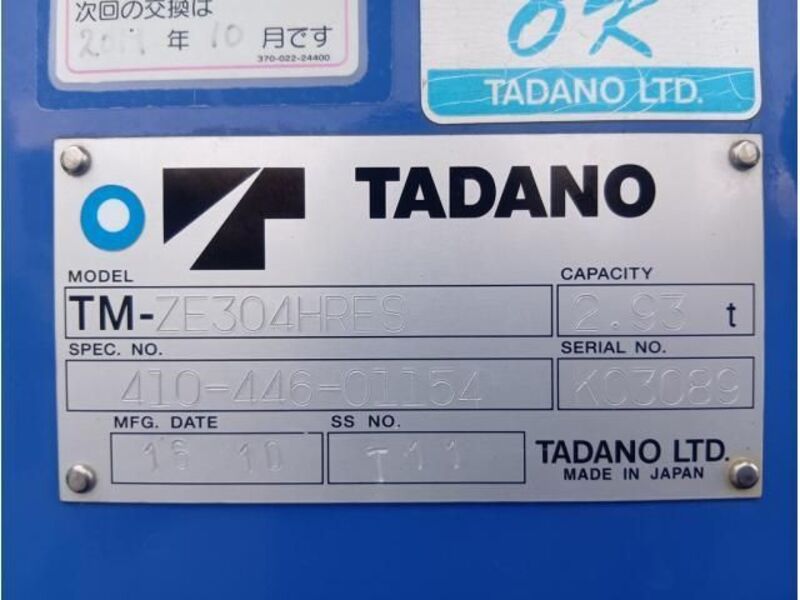 次回の交換は
年 10 月です
370-022-24400
OK
TADANO LTD.
TADANO
MODEL
CAPACITY
TM-ZE304HRES
2.93 t
SPEC. NO.
SERIAL NO.
410-446-01154
KC3089
MFG. DATE
SS NO.
15 10
T11
TADANO LTD.
MADE IN JAPAN